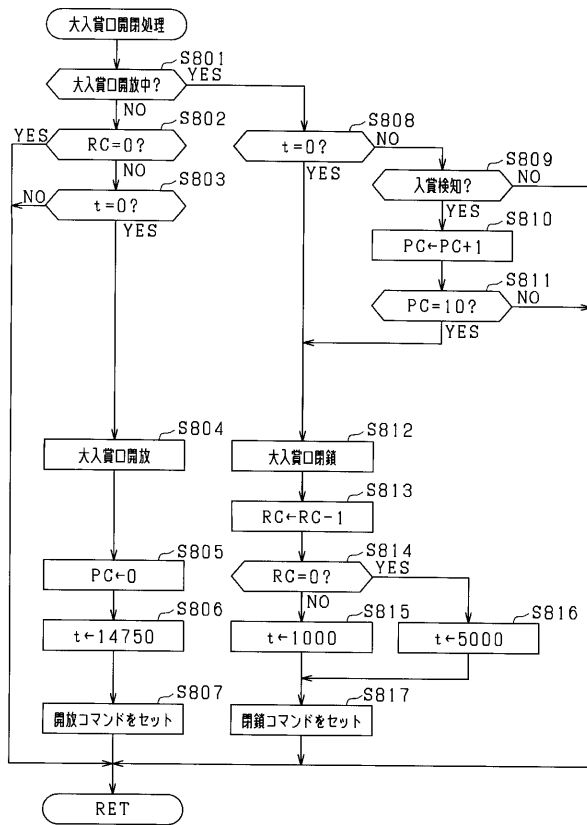 大入賞口開閉処理
S801
大入賞口開放中?
YES
NO
S802
RC=0?
YES
NO
S803
t=0?
NO
YES
S804
大入賞口開放
S805
PC←0
S806
t←14750
S807
開放コマンドをセット
S808
t=0?
NO
YES
S809
入賞検知?
NO
YES
S810
PC←PC+1
S811
PC=10?
NO
YES
S812
大入賞口閉鎖
S813
RC←RC-1
S814
RC=0?
YES
NO
S815
t←1000
S816
t←5000
S817
閉鎖コマンドをセット
RET